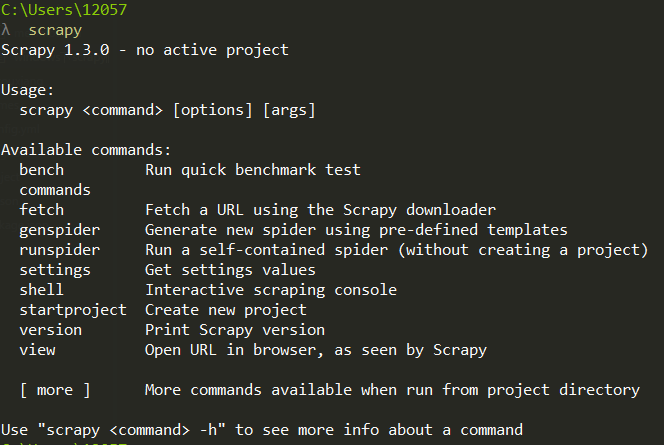 C:\Users\12057
λ  scrapy
Scrapy 1.3.0 - no active project

Usage:
  scrapy <command> [options] [args]

Available commands:
  bench         Run quick benchmark test
  commands
  fetch         Fetch a URL using the Scrapy downloader
  genspider     Generate new spider using pre-defined templates
  runspider     Run a self-contained spider (without creating a project)
  settings      Get settings values
  shell         Interactive scraping console
  startproject  Create new project
  version       Print Scrapy version
  view          Open URL in browser, as seen by Scrapy

  [ more ]      More commands available when run from project directory

Use "scrapy <command> -h" to see more info about a command